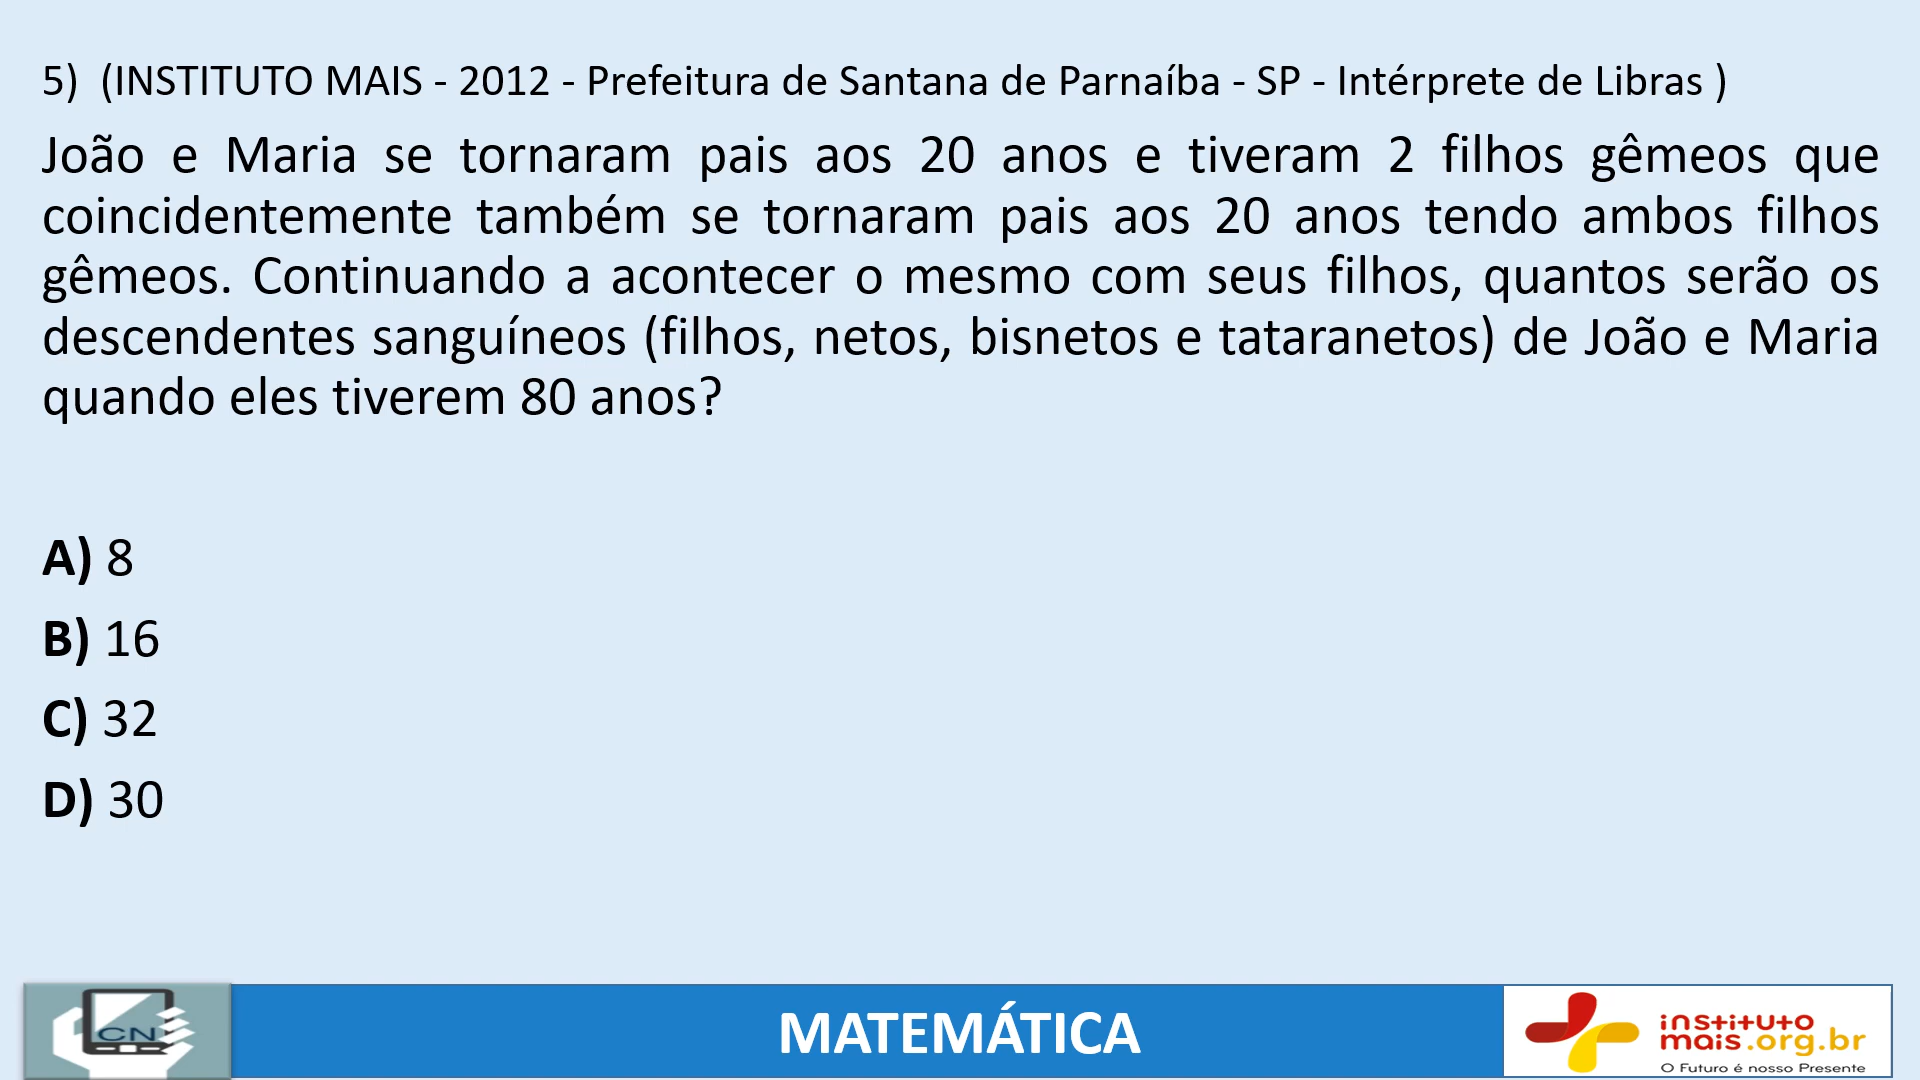 5) (INSTITUTO MAIS - 2012 - Prefeitura de Santana de Parnaíba - SP - Intérprete de Libras )
João e Maria se tornaram pais aos 20 anos e tiveram 2 filhos gêmeos que
coincidentemente também se tornaram pais aos 20 anos tendo ambos filhos
gêmeos. Continuando a acontecer o mesmo com seus filhos, quantos serão os
descendentes sanguíneos (filhos, netos, bisnetos e tataranetos) de João e Maria
quando eles tiverem 80 anos?
A) 8
B) 16
C) 32
D) 30
CN
MATEMÁTICA
instituto
mais.org.br
O Futuro é nosso Presente